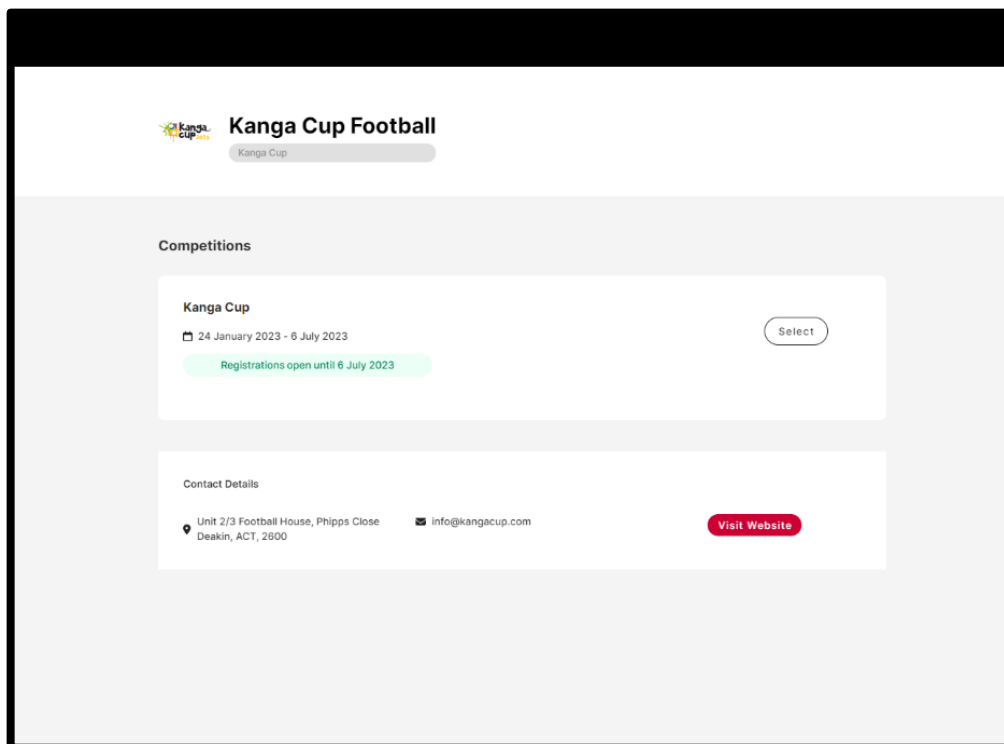 kanga
cup
Kanga Cup Football
Kanga Cup
Competitions
Kanga Cup
24 January 2023 - 6 July 2023
Select
Registrations open until 6 July 2023
Contact Details
Unit 2/3 Football House, Phipps Close
Deakin, ACT, 2600
info@kangacup.com
Visit Website